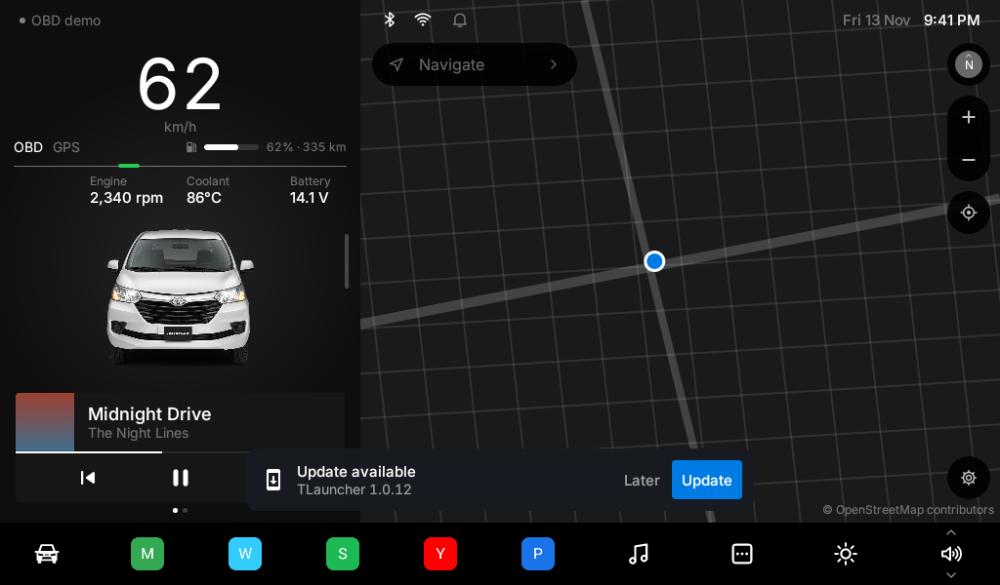 OBD demo
Fri 13 Nov 9:41 PM
62
km/h
Navigate
N
OBD GPS
62% · 335 km
Engine
2,340 rpm
Coolant
86°C
Battery
14.1 V
Midnight Drive
The Night Lines
Update available
TLauncher 1.0.12
Later
Update
© OpenStreetMap contributors
M
W
S
Y
P